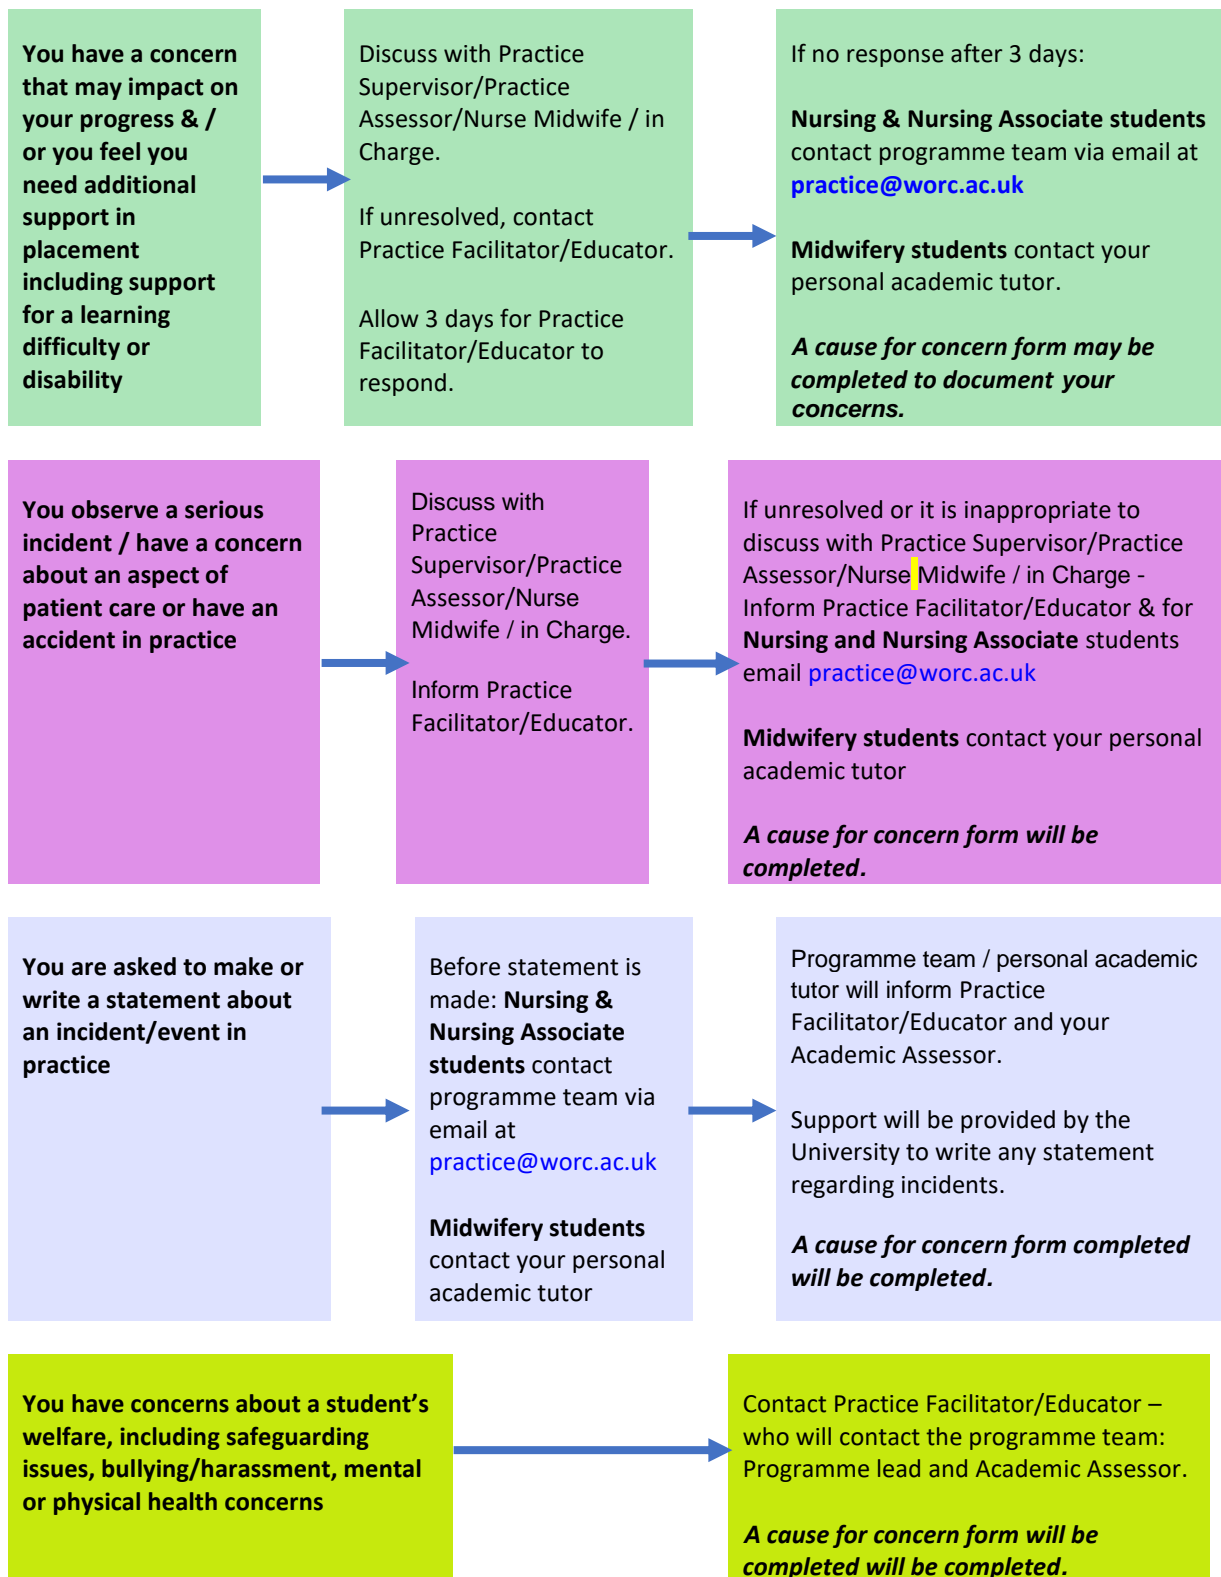 You have a concern
that may impact on
your progress & /
or you feel you
need additional
support in
placement
including support
for a learning
difficulty or
disability
Discuss with Practice
Supervisor/Practice
Assessor/Nurse Midwife / in
Charge.
If unresolved, contact
Practice Facilitator/Educator.
Allow 3 days for Practice
Facilitator/Educator to
respond.
If no response after 3 days:
Nursing & Nursing Associate students
contact programme team via email at
practice@worc.ac.uk
Midwifery students contact your
personal academic tutor.
A cause for concern form may be
completed to document your
concerns.
You observe a serious
incident / have a concern
about an aspect of
patient care or have an
accident in practice
Discuss with
Practice
Supervisor/Practice
Assessor/Nurse
Midwife / in Charge.
Inform Practice
Facilitator/Educator.
If unresolved or it is inappropriate to
discuss with Practice Supervisor/Practice
Assessor/Nurse Midwife / in Charge -
Inform Practice Facilitator/Educator & for
Nursing and Nursing Associate students
email practice@worc.ac.uk
Midwifery students contact your personal
academic tutor
A cause for concern form will be
completed.
You are asked to make or
write a statement about
an incident/event in
practice
Before statement is
made: Nursing &
Nursing Associate
students contact
programme team via
email at
practice@worc.ac.uk
Midwifery students
contact your personal
academic tutor
Programme team / personal academic
tutor will inform Practice
Facilitator/Educator and your
Academic Assessor.
Support will be provided by the
University to write any statement
regarding incidents.
A cause for concern form completed
will be completed.
You have concerns about a student’s
welfare, including safeguarding
issues, bullying/harassment, mental
or physical health concerns
Contact Practice Facilitator/Educator –
who will contact the programme team:
Programme lead and Academic Assessor.
A cause for concern form will be
completed will be completed.